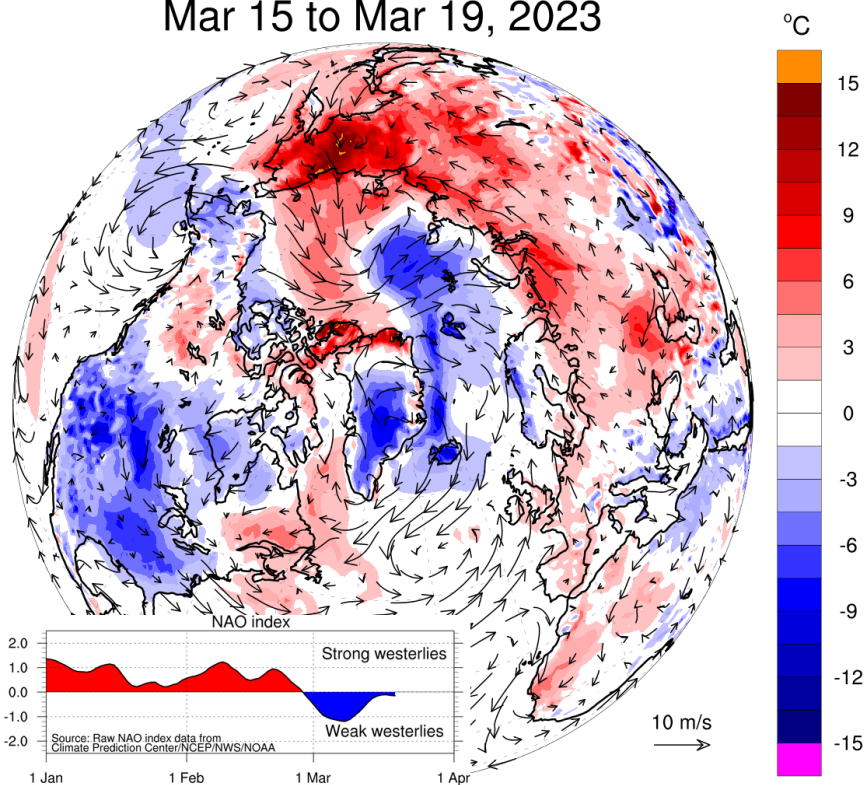 Mar 15 to Mar 19, 2023
°C
15
12
9
6
3
0
-3
-6
-9
-12
-15
10 m/s
NAO index
2.0
1.0
0.0
-1.0
-2.0
Strong westerlies
Weak westerlies
Source: Raw NAO index data from
Climate Prediction Center/NCEP/NWS/NOAA
1 Jan
1 Feb
1 Mar
1 Apr